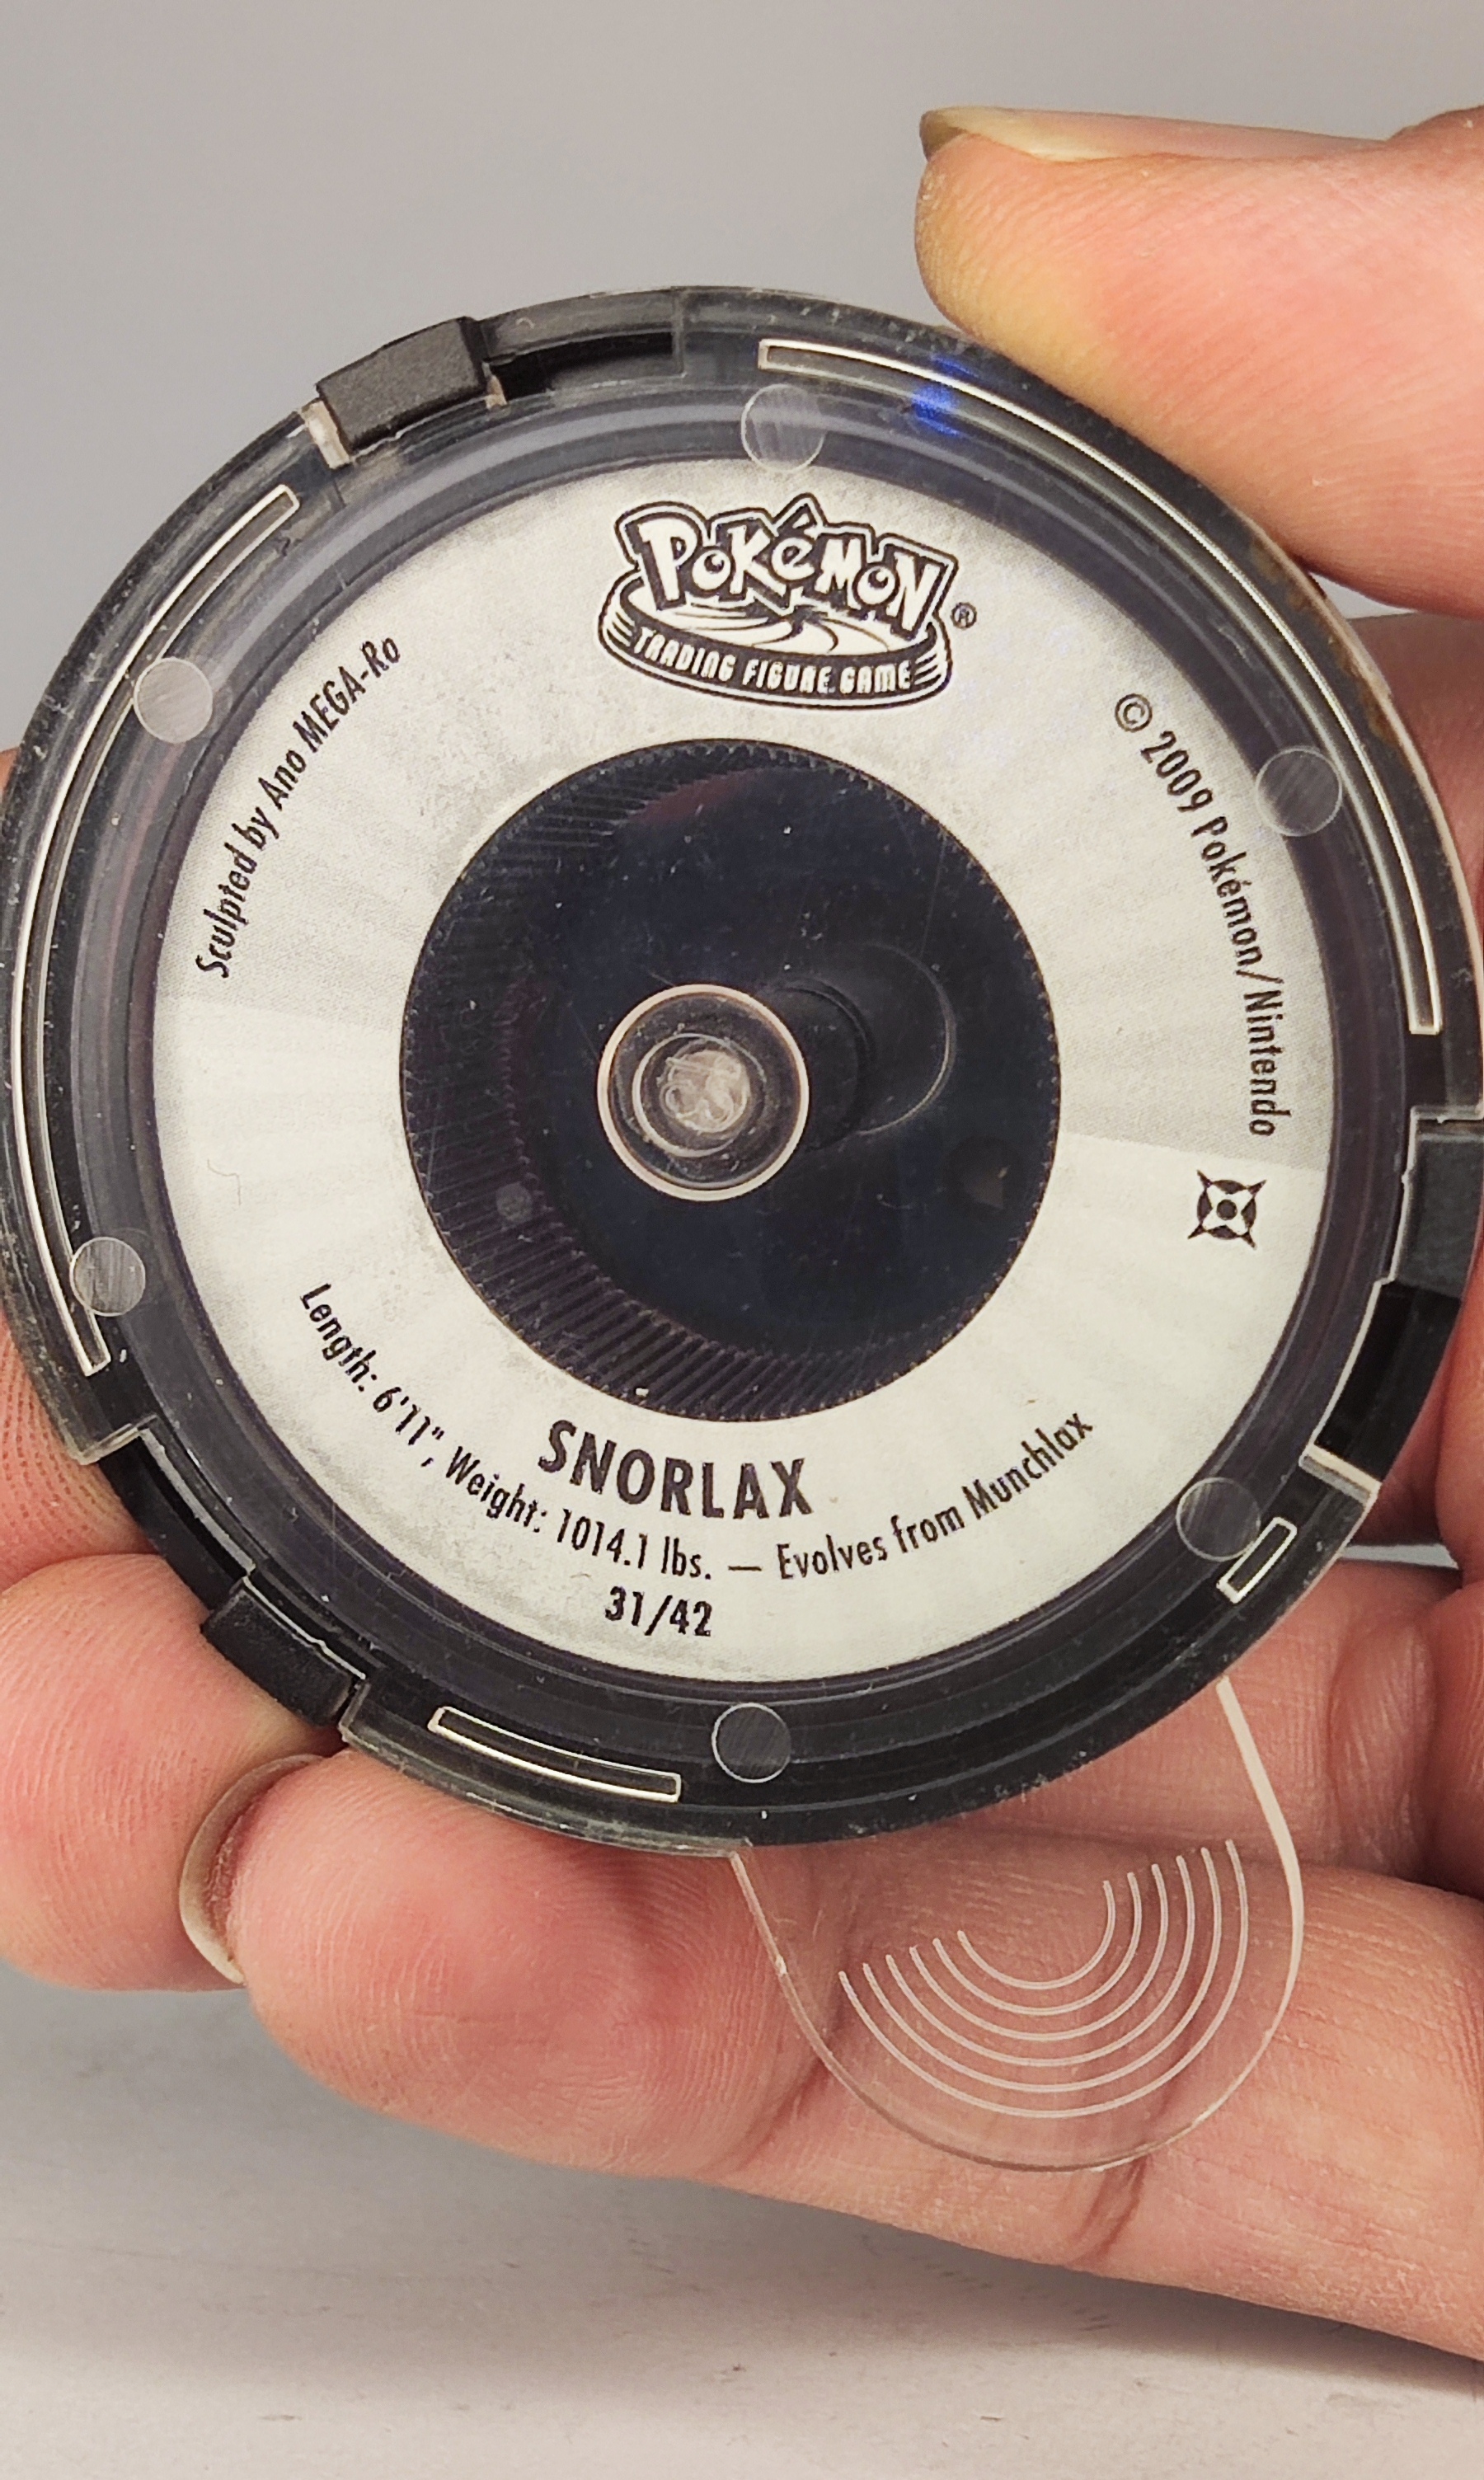 Pokémon®
TRADING FIGURE GAME
Sculpted by Ano MEGA-Ro
© 2009 Pokémon/Nintendo
SNORLAX
Length: 6'11", Weight: 1014.1 lbs. — Evolves from Munchlax
31/42